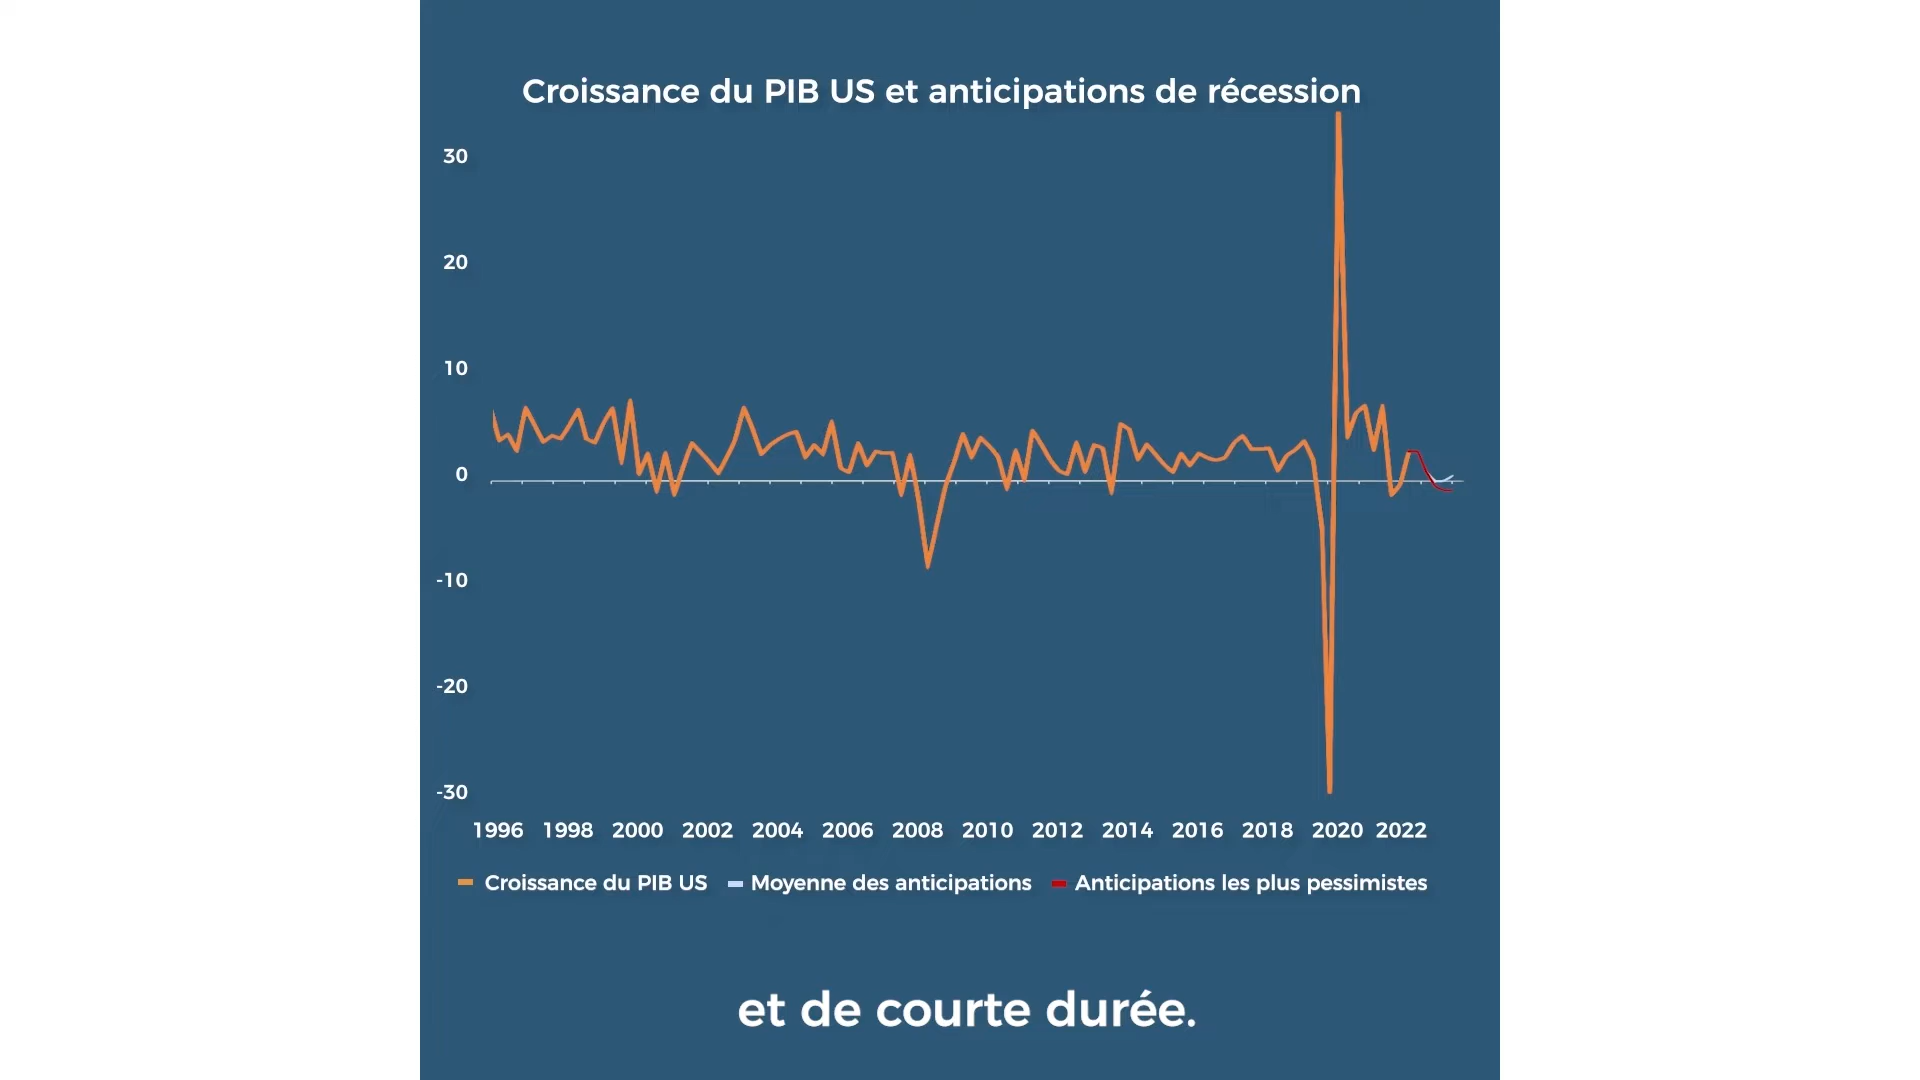 Croissance du PIB US et anticipations de récession
30
20
10
0
-10
-20
-30
1996 1998 2000 2002 2004 2006 2008 2010 2012 2014 2016 2018 2020 2022
Croissance du PIB US Moyenne des anticipations Anticipations les plus pessimistes
et de courte durée.